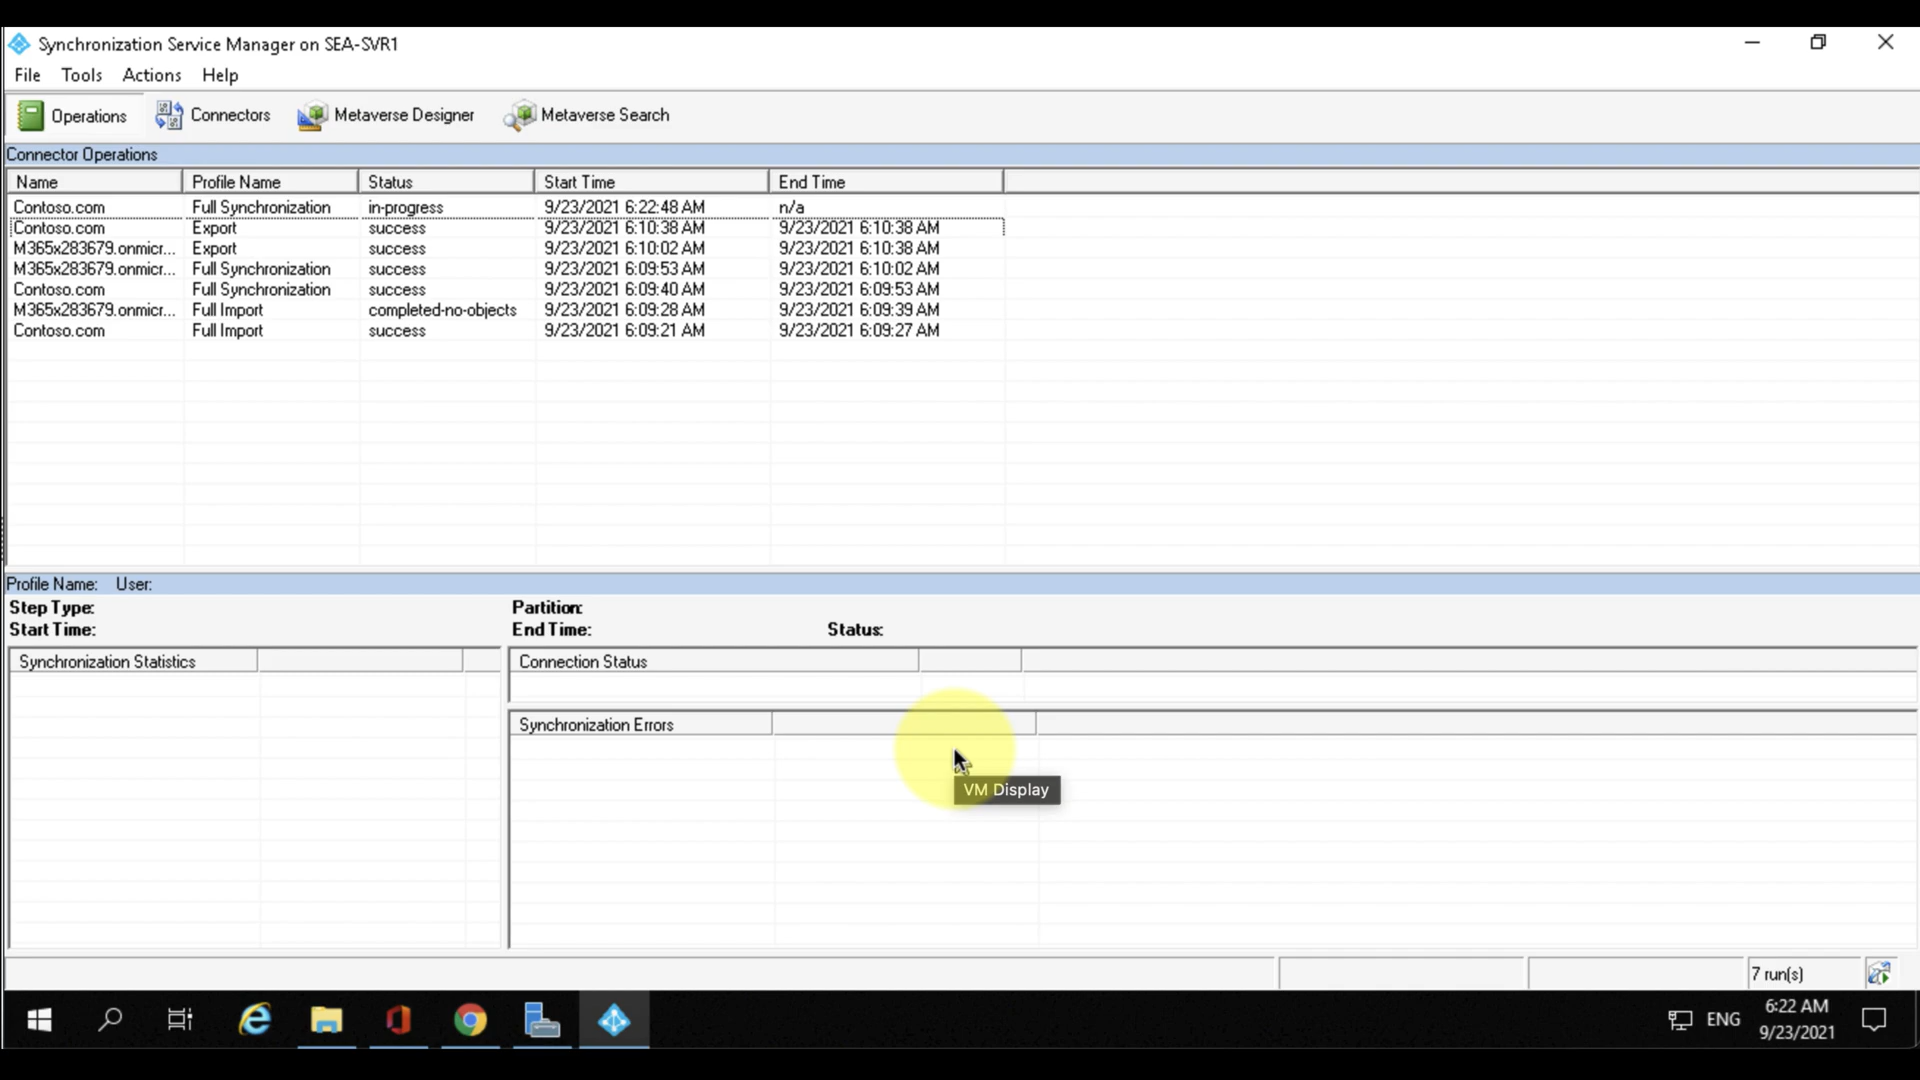 Synchronization Service Manager on SEA-SVR1
File Tools Actions Help
Operations Connectors Metaverse Designer Metaverse Search
Connector Operations
Name Profile Name Status Start Time End Time
Contoso.com Full Synchronization in-progress 9/23/2021 6:22:48 AM n/a
Contoso.com Export success 9/23/2021 6:10:38 AM 9/23/2021 6:10:38 AM
M365x283679.onmicr... Export success 9/23/2021 6:10:02 AM 9/23/2021 6:10:38 AM
M365x283679.onmicr... Full Synchronization success 9/23/2021 6:09:53 AM 9/23/2021 6:10:02 AM
Contoso.com Full Synchronization success 9/23/2021 6:09:40 AM 9/23/2021 6:09:53 AM
M365x283679.onmicr... Full Import completed-no-objects 9/23/2021 6:09:28 AM 9/23/2021 6:09:39 AM
Contoso.com Full Import success 9/23/2021 6:09:21 AM 9/23/2021 6:09:27 AM
Profile Name: User:
Step Type: Partition:
Start Time: End Time: Status:
Synchronization Statistics Connection Status
Synchronization Errors
VM Display
7 run(s)
ENG 6:22 AM
9/23/2021